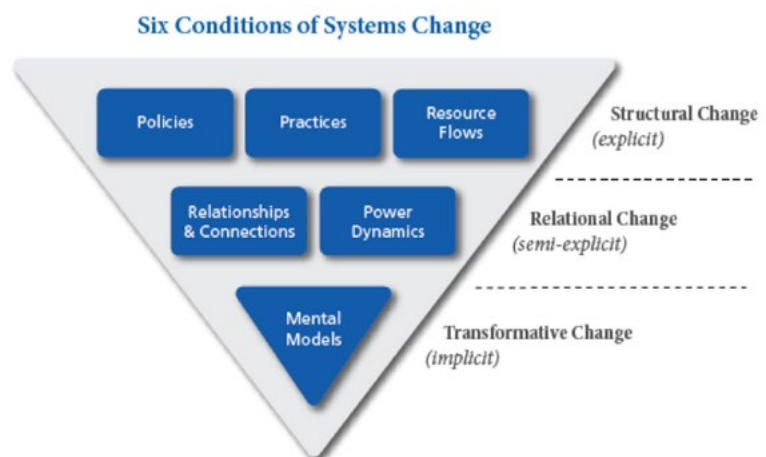 Six Conditions of Systems Change
Policies
Practices
Resource
Flows
Structural Change
(explicit)
Relationships
& Connections
Power
Dynamics
Relational Change
(semi-explicit)
Mental
Models
Transformative Change
(implicit)